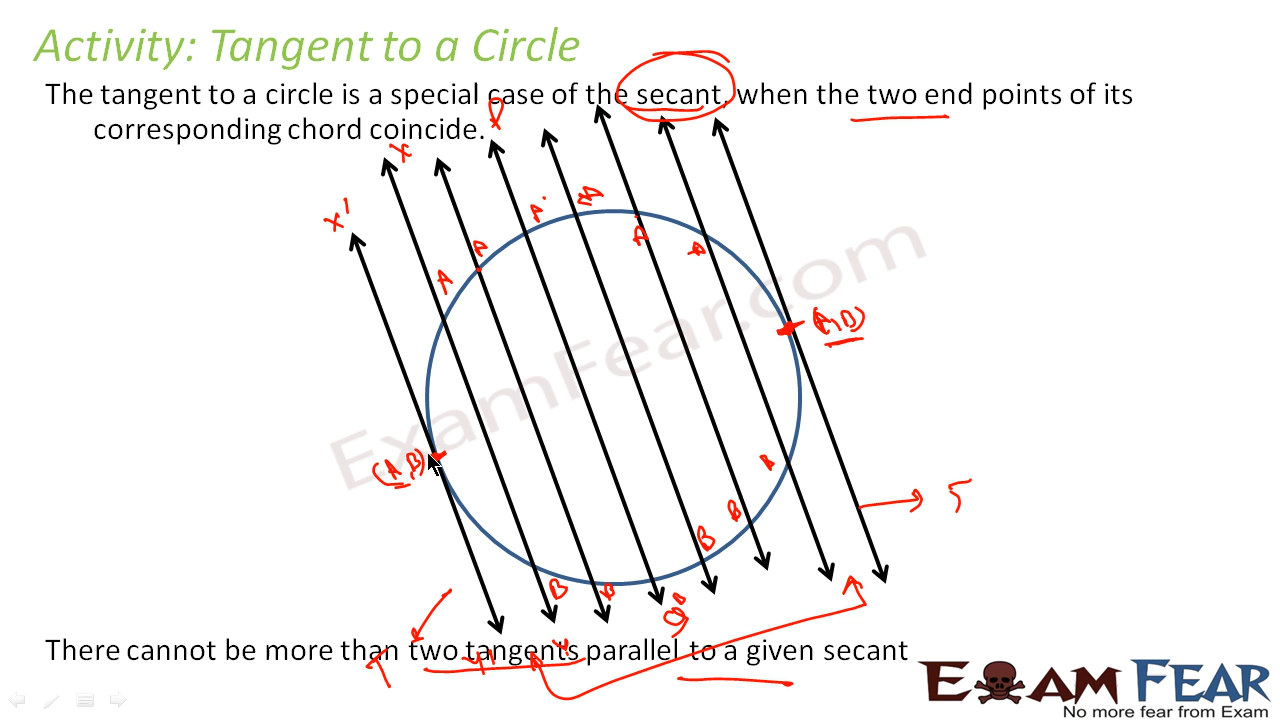 Activity: Tangent to a Circle
The tangent to a circle is a special case of the secant, when the two end points of its
corresponding chord coincide.
P
X
X'
A
A
A
(A,B)
(A,B)
B
B
B
B
ExamFear.com
There cannot be more than two tangents parallel to a given secant
T
EXAM FEAR
No more fear from Exam